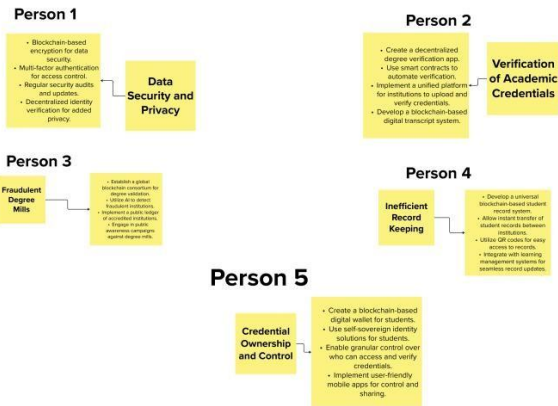 Person 1
• Blockchain-based
encryption for data
security.
• Multi-factor authentication
for access control.
• Regular security audits
and updates.
• Decentralized identity
verification for added
privacy.
Data
Security and
Privacy
Person 2
• Create a decentralized
degree verification app.
• Use smart contracts to
automate verification.
• Implement a unified platform
for institutions to upload and
verify credentials.
• Develop a blockchain-based
digital transcript system.
Verification
of Academic
Credentials
Person 3
Fraudulent
Degree
Mills
• Establish a global
blockchain consortium for
degree validation.
• Utilize AI to detect
fraudulent institutions.
• Implement a public ledger
of accredited institutions.
• Engage in public
awareness campaigns
against degree mills.
Person 4
Inefficient
Record
Keeping
• Develop a universal
blockchain-based student
record system.
• Allow instant transfer of
student records between
institutions.
• Utilize QR codes for easy
access to records.
• Integrate with learning
management systems for
seamless record updates.
Person 5
Credential
Ownership
and Control
• Create a blockchain-based
digital wallet for students.
• Use self-sovereign identity
solutions for students.
• Enable granular control over
who can access and verify
credentials.
• Implement user-friendly
mobile apps for control and
sharing.